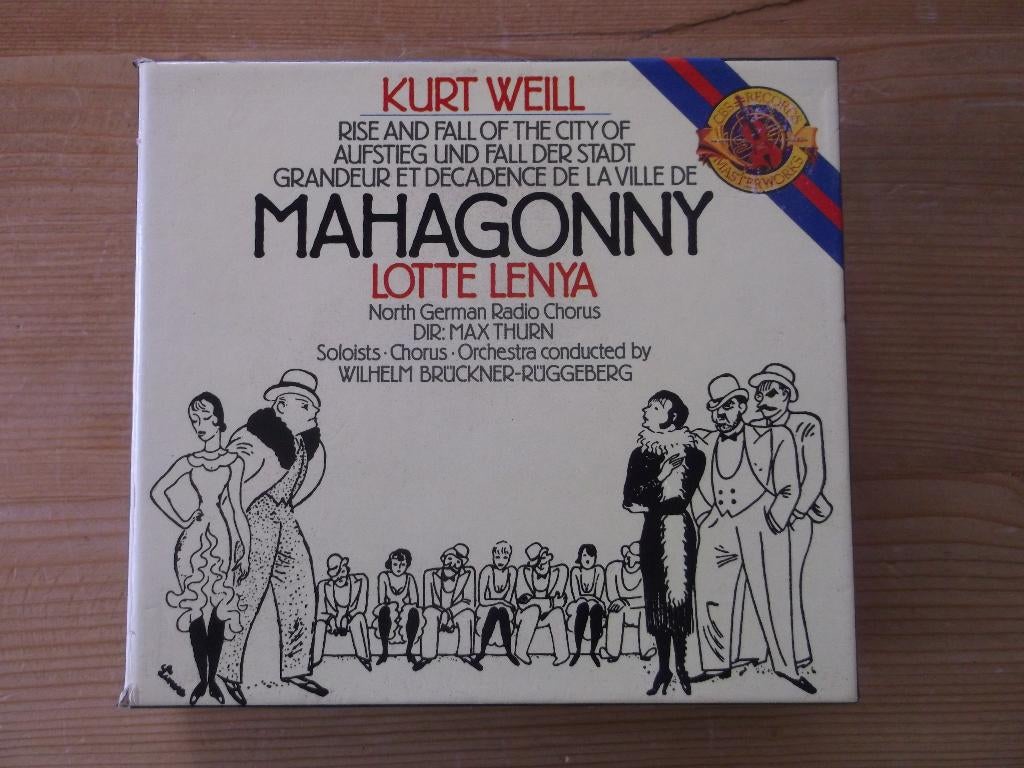 KURT WEILL
RISE AND FALL OF THE CITY OF
AUFSTIEG UND FALL DER STADT
GRANDEUR ET DECADENCE DE LA VILLE DE
MAHAGONNY
LOTTE LENYA
North German Radio Chorus
DIR: MAX THURN
Soloists · Chorus · Orchestra conducted by
WILHELM BRÜCKNER-RÜGGEBERG
CBS RECORDS
MASTERWORKS